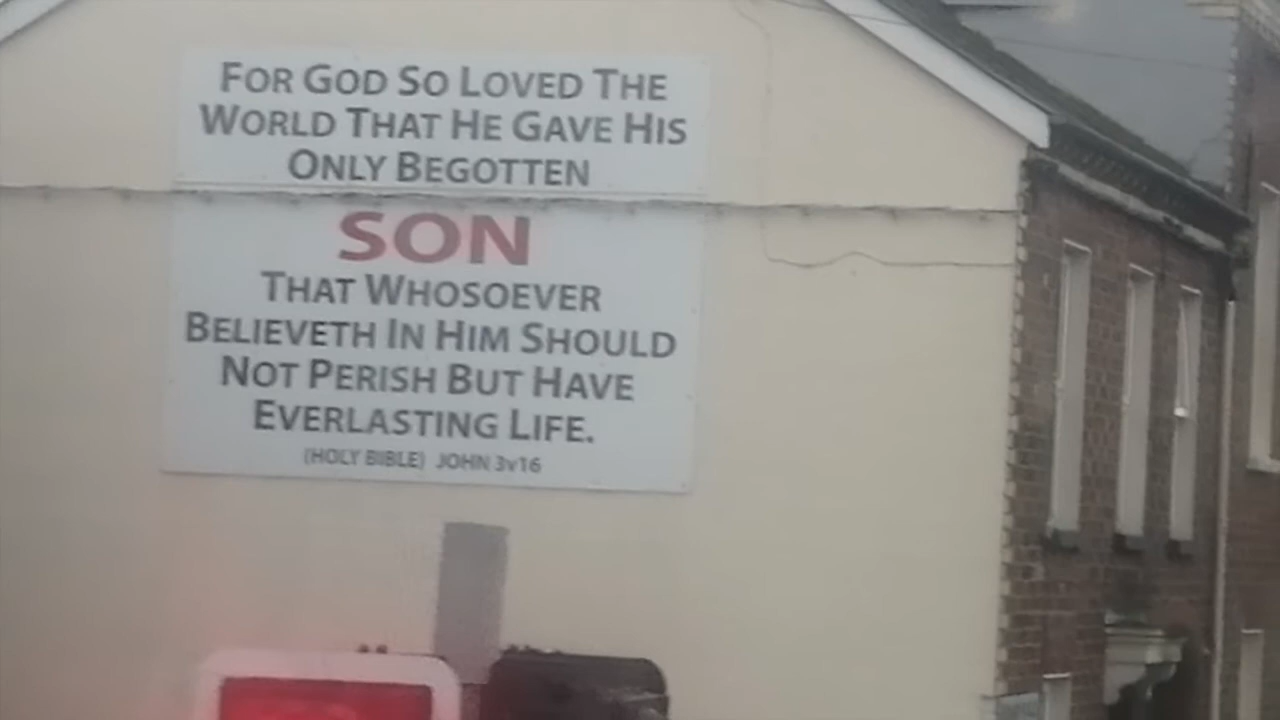 FOR GOD SO LOVED THE
WORLD THAT HE GAVE HIS
ONLY BEGOTTEN
SON
THAT WHOSOEVER
BELIEVETH IN HIM SHOULD
NOT PERISH BUT HAVE
EVERLASTING LIFE.
(HOLY BIBLE) JOHN 3v16